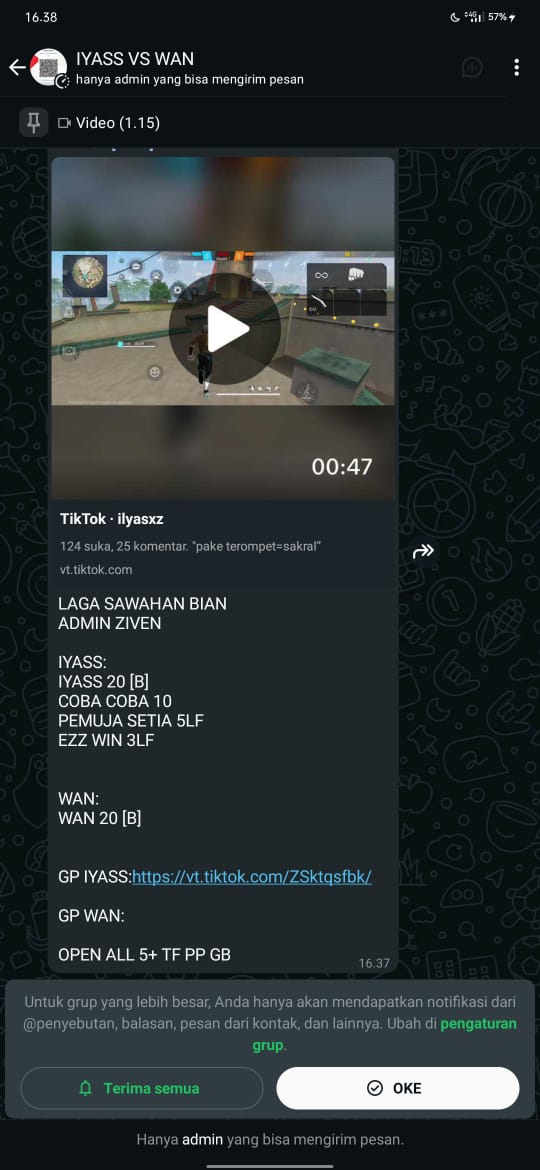 16.38
4G
57%
IYASS VS WAN
hanya admin yang bisa mengirim pesan
Video (1.15)
00:47
TikTok · ilyasxz
124 suka, 25 komentar. "pake terompet=sakral"
vt.tiktok.com
LAGA SAWAHAN BIAN
ADMIN ZIVEN
IYASS:
IYASS 20 [B]
COBA COBA 10
PEMUJA SETIA 5LF
EZZ WIN 3LF
WAN:
WAN 20 [B]
GP IYASS:https://vt.tiktok.com/ZSktqsfbk/
GP WAN:
OPEN ALL 5+ TF PP GB
16.37
Untuk grup yang lebih besar, Anda hanya akan mendapatkan notifikasi dari
@penyebutan, balasan, pesan dari kontak, dan lainnya. Ubah di pengaturan
grup.
Terima semua
OKE
Hanya admin yang bisa mengirim pesan.